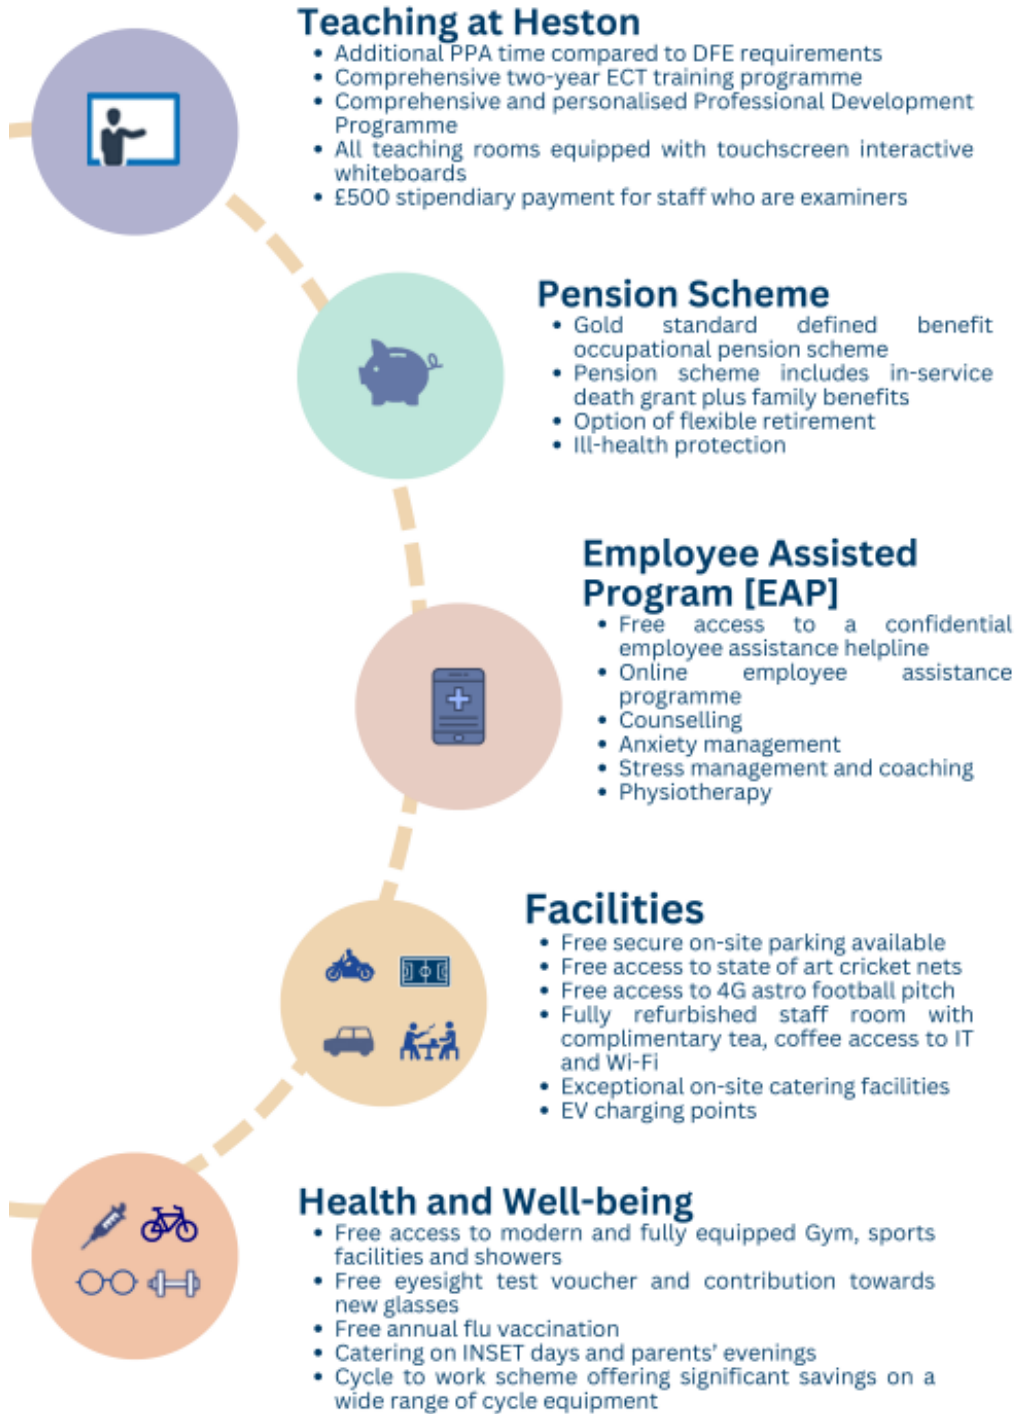 Teaching at Heston
• Additional PPA time compared to DFE requirements
• Comprehensive two-year ECT training programme
• Comprehensive and personalised Professional Development
Programme
• All teaching rooms equipped with touchscreen interactive
whiteboards
• £500 stipendiary payment for staff who are examiners
Pension Scheme
• Gold standard defined benefit
occupational pension scheme
• Pension scheme includes in-service
death grant plus family benefits
• Option of flexible retirement
• Ill-health protection
Employee Assisted
Program [EAP]
• Free access to a confidential
employee assistance helpline
• Online employee assistance
programme
• Counselling
• Anxiety management
• Stress management and coaching
• Physiotherapy
Facilities
• Free secure on-site parking available
• Free access to state of art cricket nets
• Free access to 4G astro football pitch
• Fully refurbished staff room with
complimentary tea, coffee access to IT
and Wi-Fi
• Exceptional on-site catering facilities
• EV charging points
Health and Well-being
• Free access to modern and fully equipped Gym, sports
facilities and showers
• Free eyesight test voucher and contribution towards
new glasses
• Free annual flu vaccination
• Catering on INSET days and parents' evenings
• Cycle to work scheme offering significant savings on a
wide range of cycle equipment